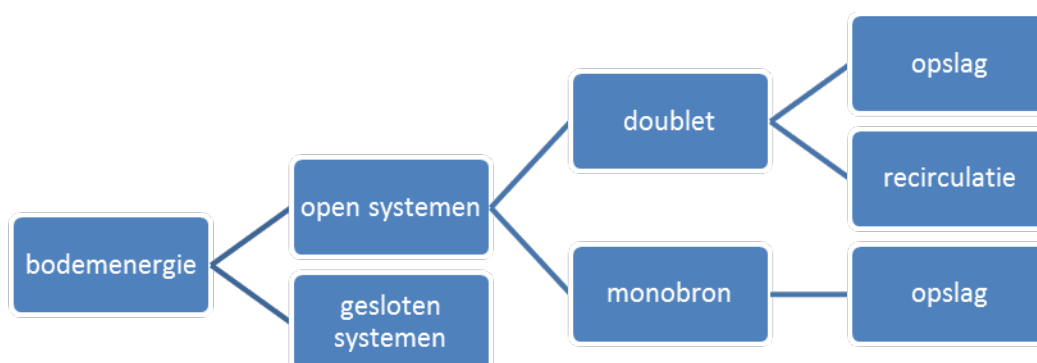 bodemenergie
open systemen
gesloten
systemen
doublet
monobron
opslag
recirculatie
opslag